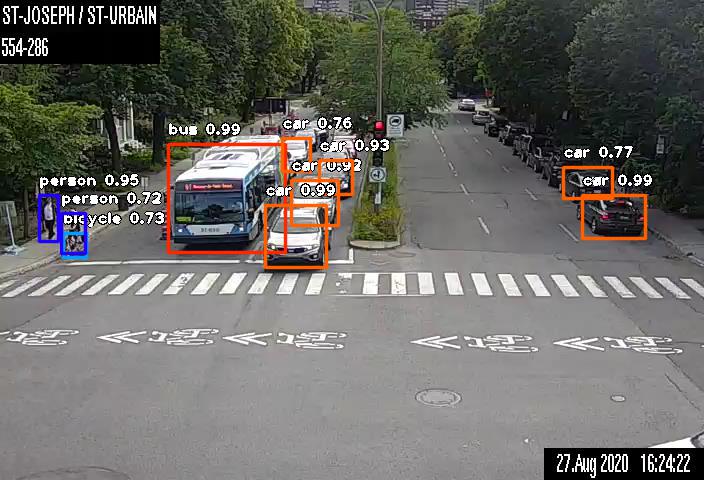 ST-JOSEPH / ST-URBAIN
554-286
car 0.76
bus 0.99
car 0.93
car 0.77
car 0.92
person 0.95
car 0.99
car 0.99
person 0.72
bicycle 0.73
27.Aug 2020 16:24:22